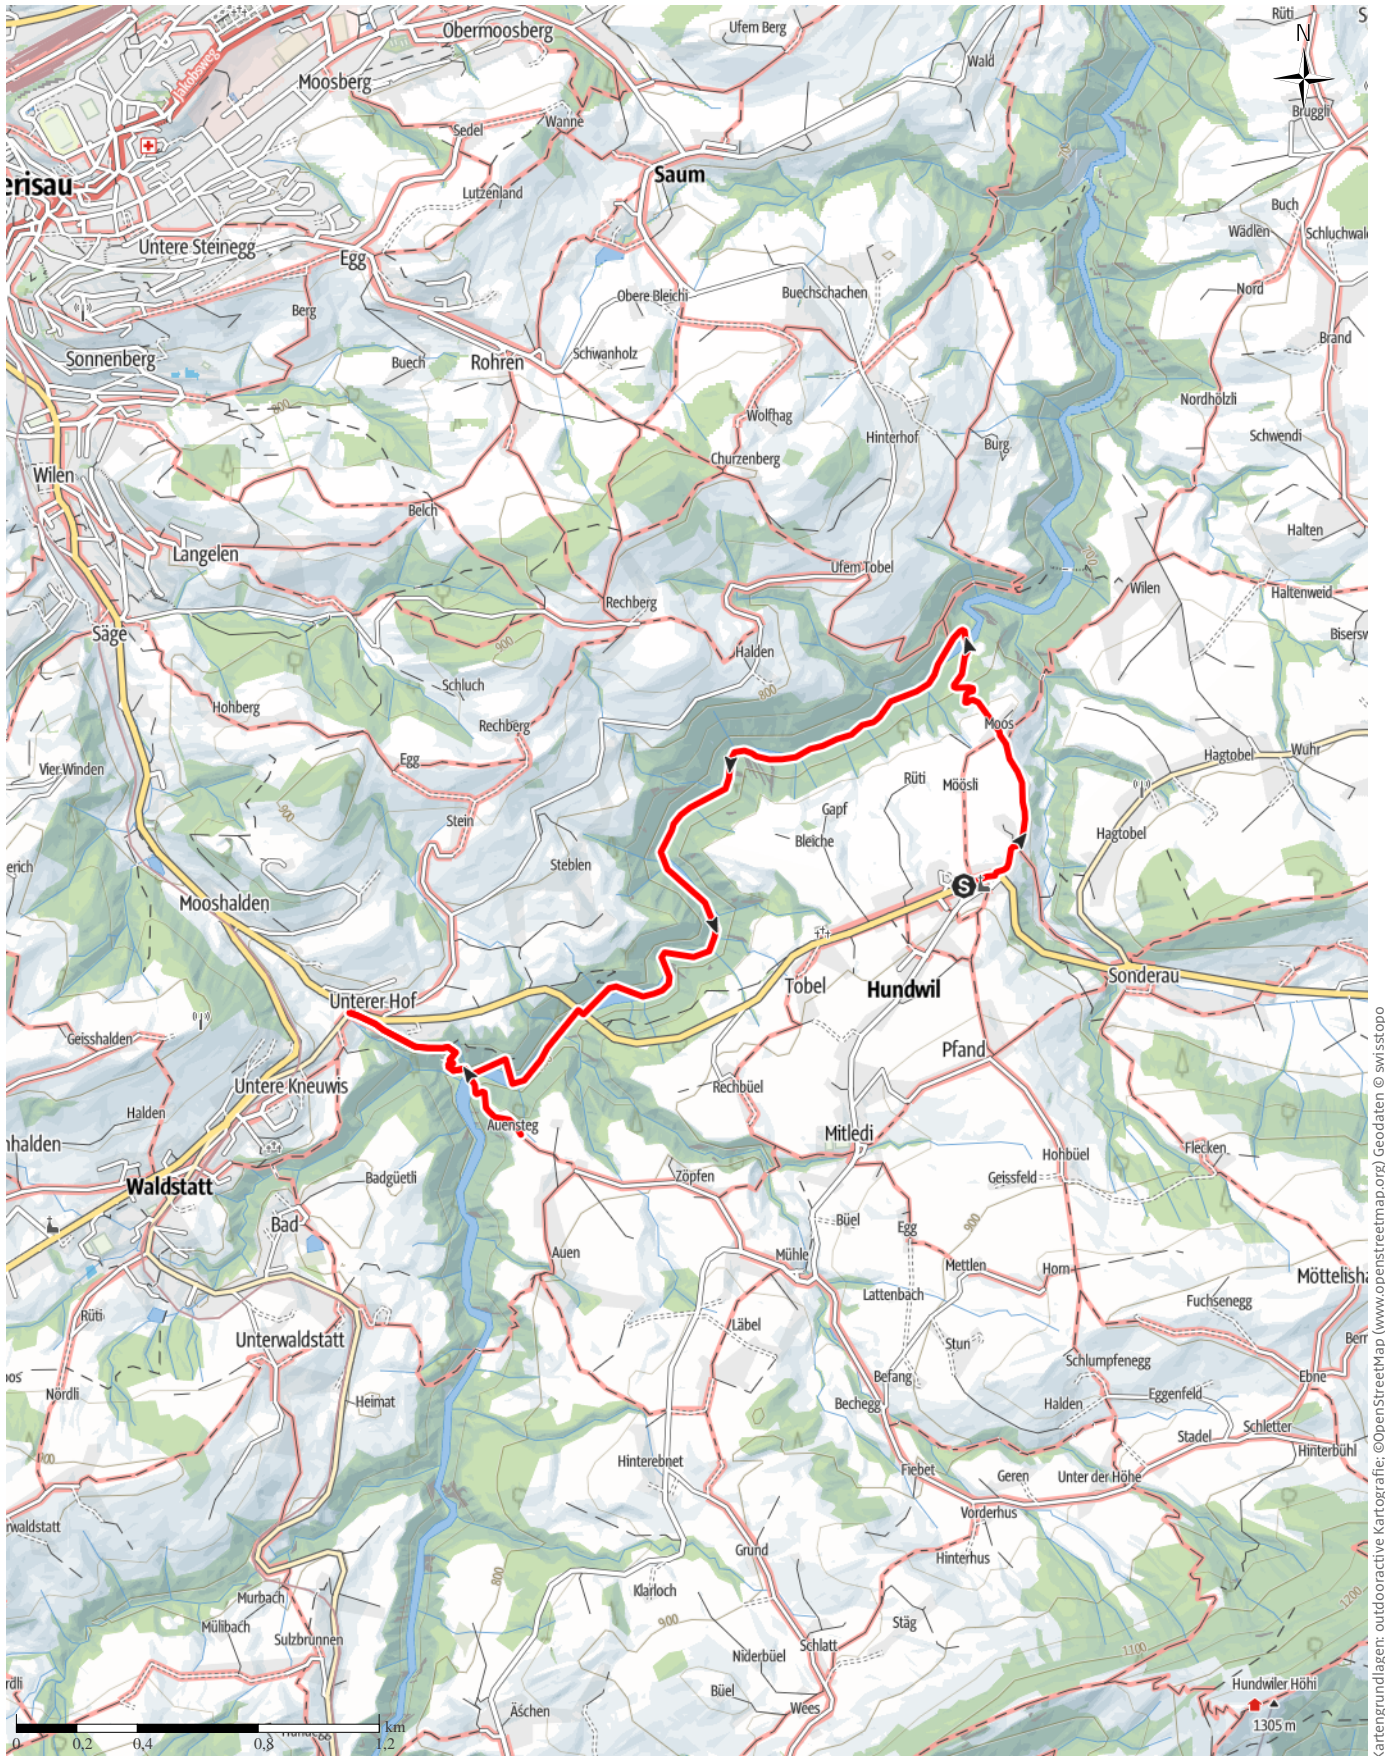 Obermoosberg
Ufem Berg
Rüti
N
Wald
Moosberg
Jakobsweg
Bruggli
Sedel
Wanne
erisau
Saum
Lutzenland
Buch
Untere Steinegg
Egg
Wädlen
Schluchwal
Obere Bleichi
Buechschachen
Nord
Berg
Sonnenberg
Buech
Rohren
Schwanholz
Brand
800
Wolfhag
Nordhölzli
Hinterhof
Burg
Schwendi
Wilen
Churzenberg
Belch
Halten
Langelen
700
Ufem Tobel
Wilen
Haltenweid
Rechberg
Säge
900
Halden
Bisersw
Schluch
800
Hohberg
Rechberg
Moos
Egg
Hagtobel
Wuhr
Vier-Winden
Rüti
Möösli
900
Gapf
Stein
Bleiche
Hagtobel
erich
Steblen
S
Mooshalden
Tobel
Hundwil
Sonderau
Unterer Hof
Geisshalden
Pfand
Untere Kneuwis
Rechbüel
Halden
Auensteg
Mitledi
nhalden
Hohbüel
Flecken
Waldstatt
Badgüetli
Zöpfen
Geissfeld
Bad
Büel
Egg
900
Auen
Mühle
Mettlen
Horn
Möttelisha
Rüti
Lattenbach
Fuchsenegg
Unterwaldstatt
Läbel
Stun
Bern
Schlumpfenegg
Nördli
Befang
Ebne
Heimat
Bechegg
Halden
Eggenfeld
Schletter
Stadel
Hinterbühl
900
Hinterebnet
Fiebet
Geren
Unter der Höhe
Vorderhus
rwaldstatt
Grund
Hinterhus
800
Klarloch
1200
Murbach
900
Stäg
Mülibach
Sulzbrunnen
Schlatt
1100
Niderbüel
rdli
Hundwiler Höhi
Büel
Wees
Äschen
1305 m
km
0
0,2
0,4
0,8
1,2
artengrundlagen: outdooractive Kartografie; ©OpenStreetMap (www.openstreetmap.org) Geodaten © swisstopo